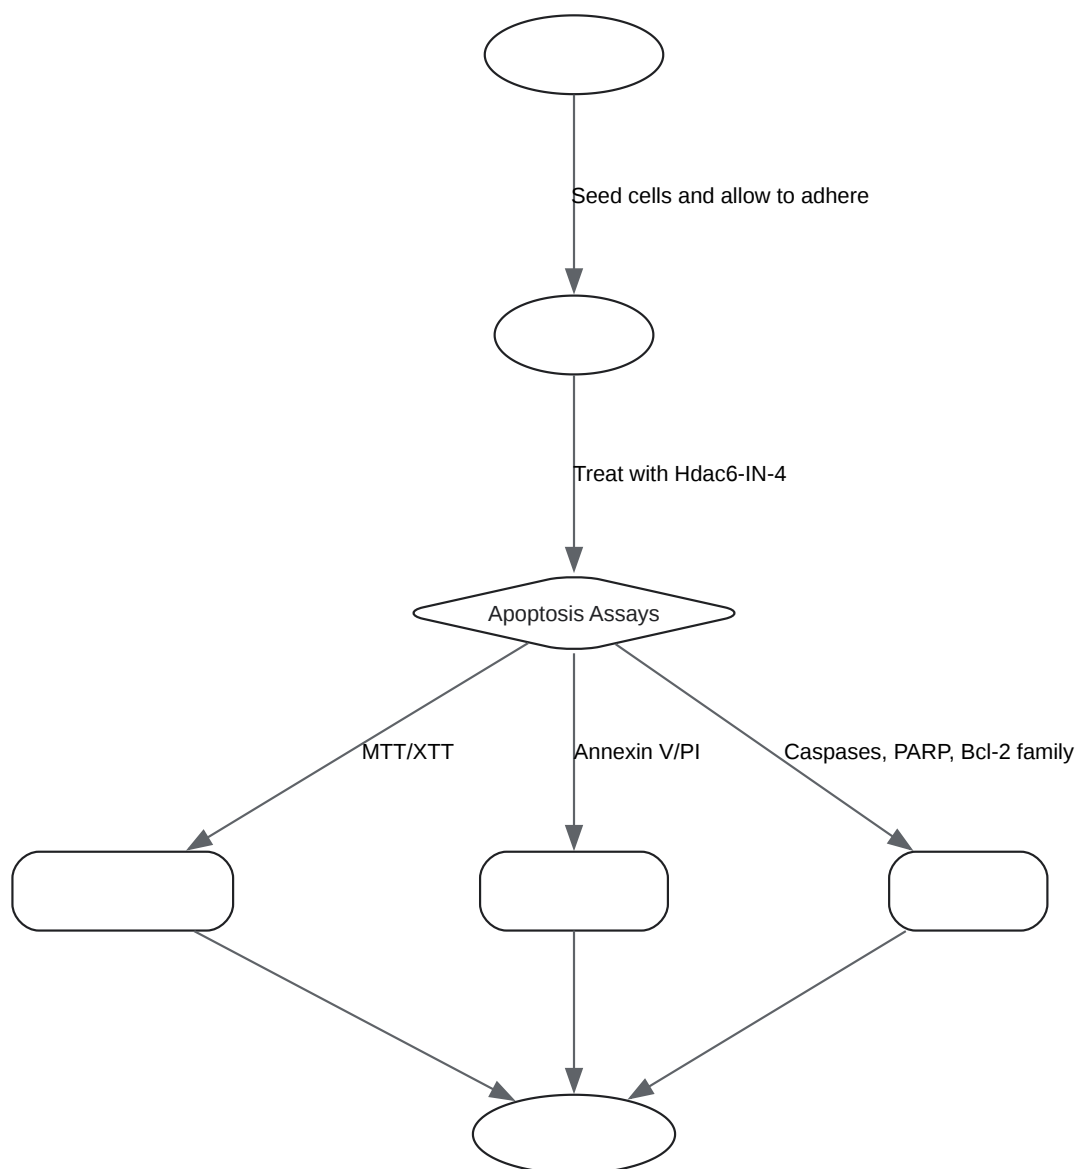 Seed cells and allow to adhere
Treat with Hdac6-IN-4
Apoptosis Assays
MTT/XTT
Annexin V/PI
Caspases, PARP, Bcl-2 family